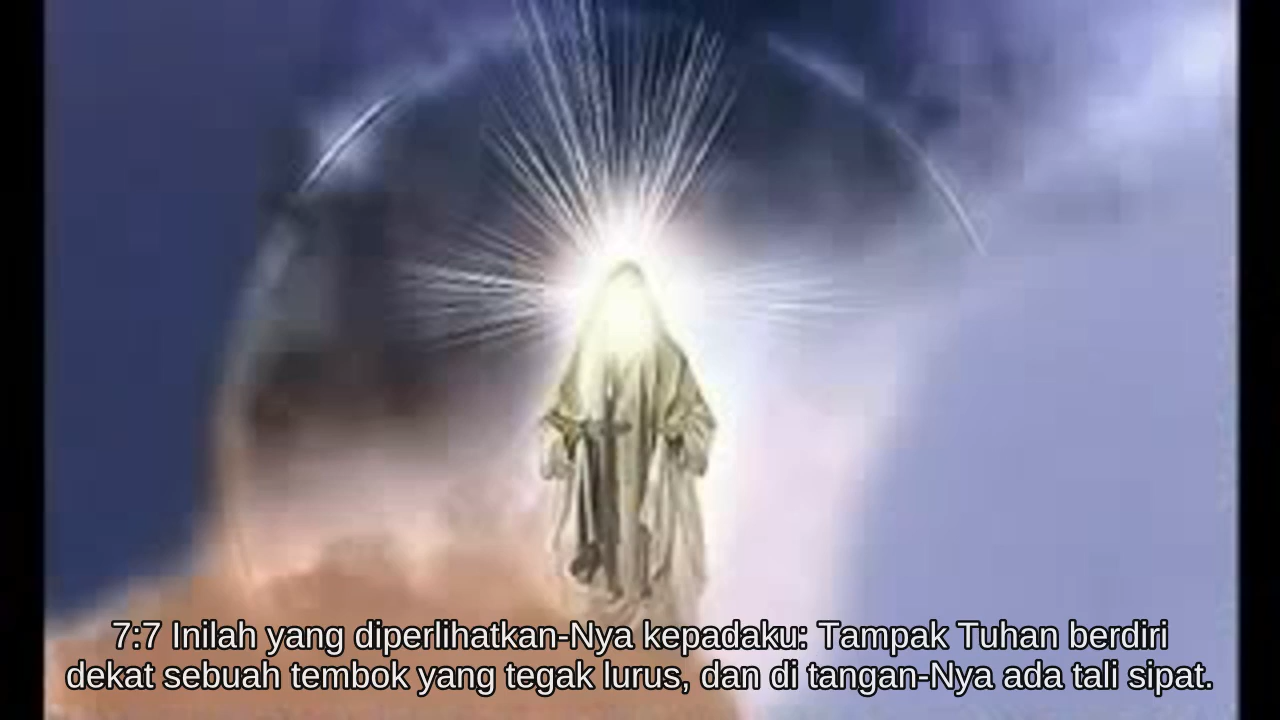 7:7 Inilah yang diperlihatkan-Nya kepadaku: Tampak Tuhan berdiri
dekat sebuah tembok yang tegak lurus, dan di tangan-Nya ada tali sipat.